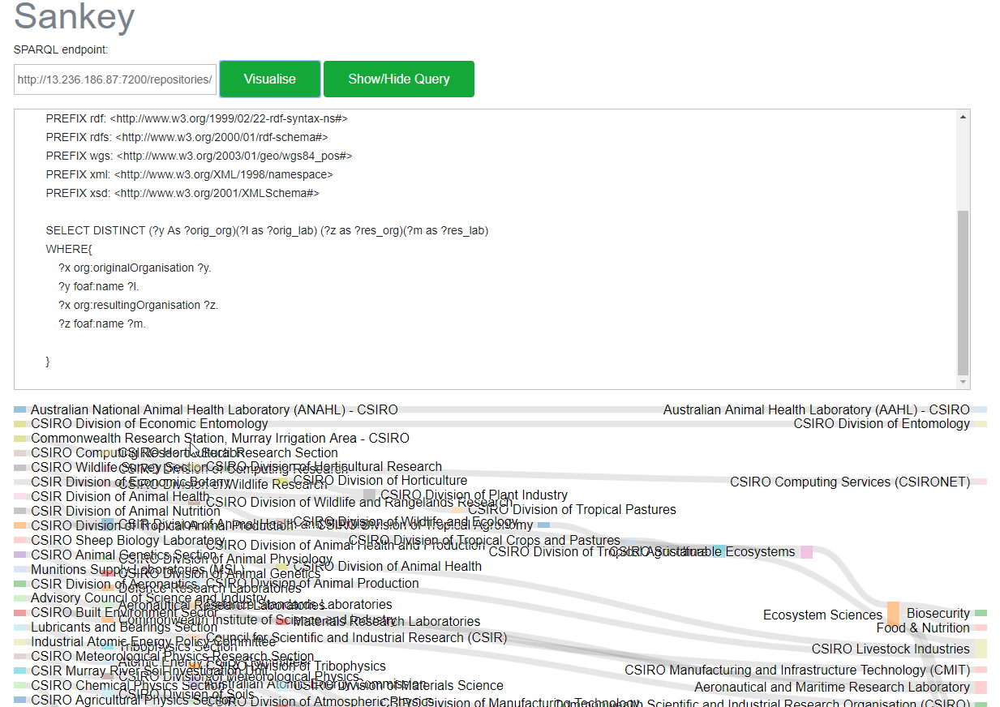 Sankey
SPARQL endpoint:
http://13.236.186.87:7200/repositories/
Visualise
Show/Hide Query
PREFIX rdf: <http://www.w3.org/1999/02/22-rdf-syntax-ns#>
PREFIX rdfs: <http://www.w3.org/2000/01/rdf-schema#>
PREFIX wgs: <http://www.w3.org/2003/01/geo/wgs84_pos#>
PREFIX xml: <http://www.w3.org/XML/1998/namespace>
PREFIX xsd: <http://www.w3.org/2001/XMLSchema#>
SELECT DISTINCT (?y As ?orig_org)(?l as ?orig_lab) (?z as ?res_org)(?m as ?res_lab)
WHERE{
?x org:originalOrganisation ?y.
?y foaf:name ?l.
?x org:resultingOrganisation ?z.
?z foaf:name ?m.
}
Australian National Animal Health Laboratory (ANAHL) - CSIRO
Australian Animal Health Laboratory (AAHL) - CSIRO
CSIRO Division of Economic Entomology
CSIRO Division of Entomology
Commonwealth Research Station, Murray Irrigation Area - CSIRO
CSIRO Computing Research Section
CSIRO Horticultural Research Section
CSIRO Wildlife Survey Section
CSIRO Division of Computing Research
CSIRO Division of Horticultural Research
CSIR Division of Economic Botany
CSIRO Division of Wildlife Research
CSIRO Division of Horticulture
CSIRO Computing Services (CSIRONET)
CSIR Division of Animal Health
CSIRO Division of Wildlife and Rangelands Research
CSIRO Division of Plant Industry
CSIR Division of Animal Nutrition
CSIRO Division of Tropical Pastures
CSIRO Division of Tropical Animal Production
CSIR Division of Animal Health and
CSIRO Division of Wildlife and Ecology
CSIRO Division of Tropical Agronomy
CSIRO Sheep Biology Laboratory
CSIRO Division of Animal Health and Production
CSIRO Division of Tropical Crops and Pastures
CSIRO Animal Genetics Section
CSIRO Division of Animal Physiology
CSIRO Division of Tropical Agriculture
CSIRO Sustainable Ecosystems
Munitions Supply Laboratories (MSL)
CSIRO Division of Animal Genetics
CSIRO Division of Animal Health
CSIR Division of Aeronautics
Defence Research Laboratories
CSIRO Division of Animal Production
Advisory Council of Science and Industry
Aeronautical Research Laboratories
Defence Standards Laboratories
CSIRO Built Environment Sector
Commonwealth Institute of Science and Industry
Materials Research Laboratories
Ecosystem Sciences
Biosecurity
Lubricants and Bearings Section
Food & Nutrition
Industrial Atomic Energy Policy Committee
Tribophysics Section
Council for Scientific and Industrial Research (CSIR)
CSIRO Livestock Industries
CSIRO Meteorological Physics Research Section
Atomic Energy Policy Committee
CSIRO Division of Tribophysics
CSIR Murray River Soil Investigation Unit
CSIRO Division of Meteorological Physics
CSIRO Manufacturing and Infrastructure Technology (CMIT)
CSIRO Chemical Physics Section
Australian Atomic Energy Commission
CSIRO Division of Materials Science
Aeronautical and Maritime Research Laboratory
CSIRO Agricultural Physics Section
CSIRO Division of Soils
CSIRO Division of Atmospheric Physics
CSIRO Division of Manufacturing Technology
Commonwealth Scientific and Industrial Research Organisation (CSIRO)